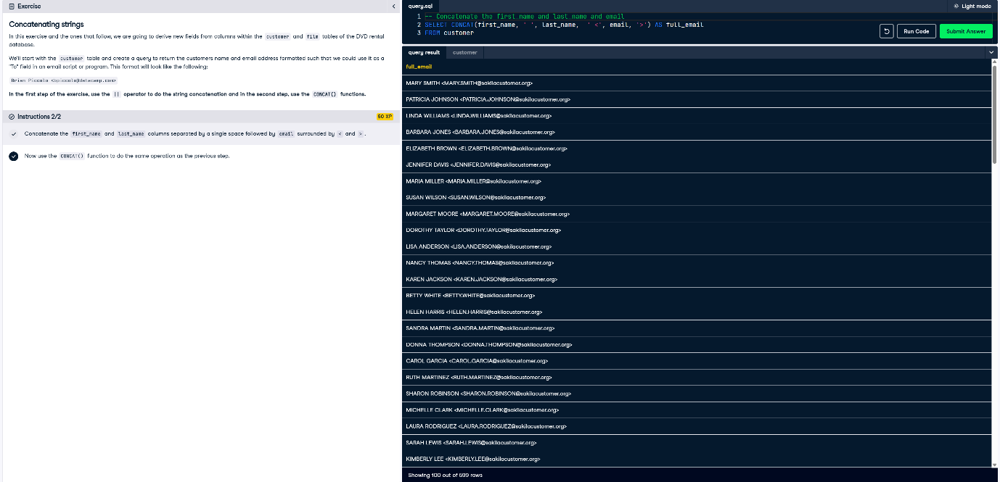 Exercise
Concatenating strings
In this exercise and the ones that follow, we are going to derive new fields from columns within the customer and film tables of the DVD rental
database.
We'll start with the customer table and create a query to return the customers name and email address formatted such that we could use it as a
"To" field in an email script or program. This format will look like the following:
Brian Piccolo <bpiccolo@datacamp.com>
In the first step of the exercise, use the || operator to do the string concatenation and in the second step, use the CONCAT() functions.
Instructions 2/2
50 XP
Concatenate the first_name and last_name columns separated by a single space followed by email surrounded by < and > .
Now use the CONCAT() function to do the same operation as the previous step.
query.sql
Light mode
1 -- Concatenate the first_name and last_name and email
2 SELECT CONCAT(first_name, ' ', last_name,  ' <', email, '>') AS full_email
3 FROM customer
Run Code
Submit Answer
query result
customer
full_email
MARY SMITH <MARY.SMITH@sakilacustomer.org>
PATRICIA JOHNSON <PATRICIA.JOHNSON@sakilacustomer.org>
LINDA WILLIAMS <LINDA.WILLIAMS@sakilacustomer.org>
BARBARA JONES <BARBARA.JONES@sakilacustomer.org>
ELIZABETH BROWN <ELIZABETH.BROWN@sakilacustomer.org>
JENNIFER DAVIS <JENNIFER.DAVIS@sakilacustomer.org>
MARIA MILLER <MARIA.MILLER@sakilacustomer.org>
SUSAN WILSON <SUSAN.WILSON@sakilacustomer.org>
MARGARET MOORE <MARGARET.MOORE@sakilacustomer.org>
DOROTHY TAYLOR <DOROTHY.TAYLOR@sakilacustomer.org>
LISA ANDERSON <LISA.ANDERSON@sakilacustomer.org>
NANCY THOMAS <NANCY.THOMAS@sakilacustomer.org>
KAREN JACKSON <KAREN.JACKSON@sakilacustomer.org>
BETTY WHITE <BETTY.WHITE@sakilacustomer.org>
HELEN HARRIS <HELEN.HARRIS@sakilacustomer.org>
SANDRA MARTIN <SANDRA.MARTIN@sakilacustomer.org>
DONNA THOMPSON <DONNA.THOMPSON@sakilacustomer.org>
CAROL GARCIA <CAROL.GARCIA@sakilacustomer.org>
RUTH MARTINEZ <RUTH.MARTINEZ@sakilacustomer.org>
SHARON ROBINSON <SHARON.ROBINSON@sakilacustomer.org>
MICHELLE CLARK <MICHELLE.CLARK@sakilacustomer.org>
LAURA RODRIGUEZ <LAURA.RODRIGUEZ@sakilacustomer.org>
SARAH LEWIS <SARAH.LEWIS@sakilacustomer.org>
KIMBERLY LEE <KIMBERLY.LEE@sakilacustomer.org>
Showing 100 out of 599 rows